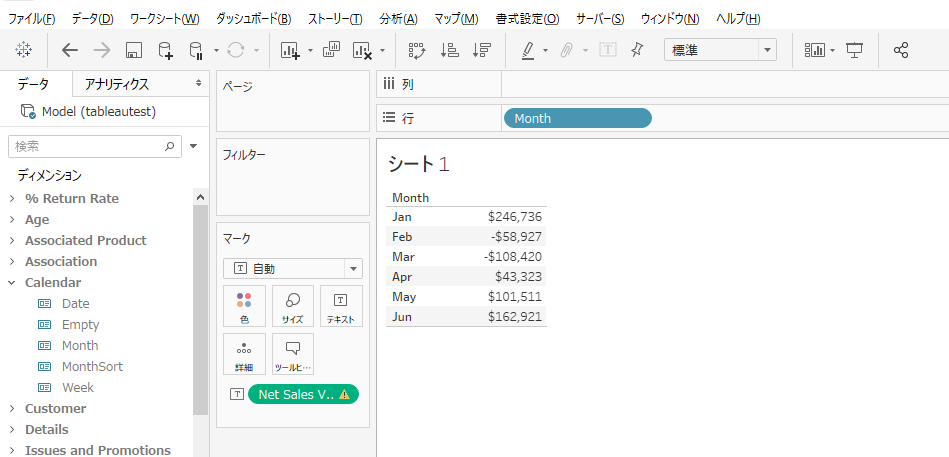 ファイル(F) データ(D) ワークシート(W) ダッシュボード(B) ストーリー(T) 分析(A) マップ(M) 書式設定(O) サーバー(S) ウィンドウ(N) ヘルプ(H)
標準
データ アナリティクス
Model (tableautest)
検索
ディメンション
% Return Rate
Age
Associated Product
Association
Calendar
Date
Empty
Month
MonthSort
Week
Customer
Details
Issues and Promotions
ページ
フィルター
マーク
T 自動
色 サイズ T テキスト
詳細 ツールヒ…
T Net Sales V..
列
行 Month
シート 1
Month
Jan $246,736
Feb -$58,927
Mar -$108,420
Apr $43,323
May $101,511
Jun $162,921